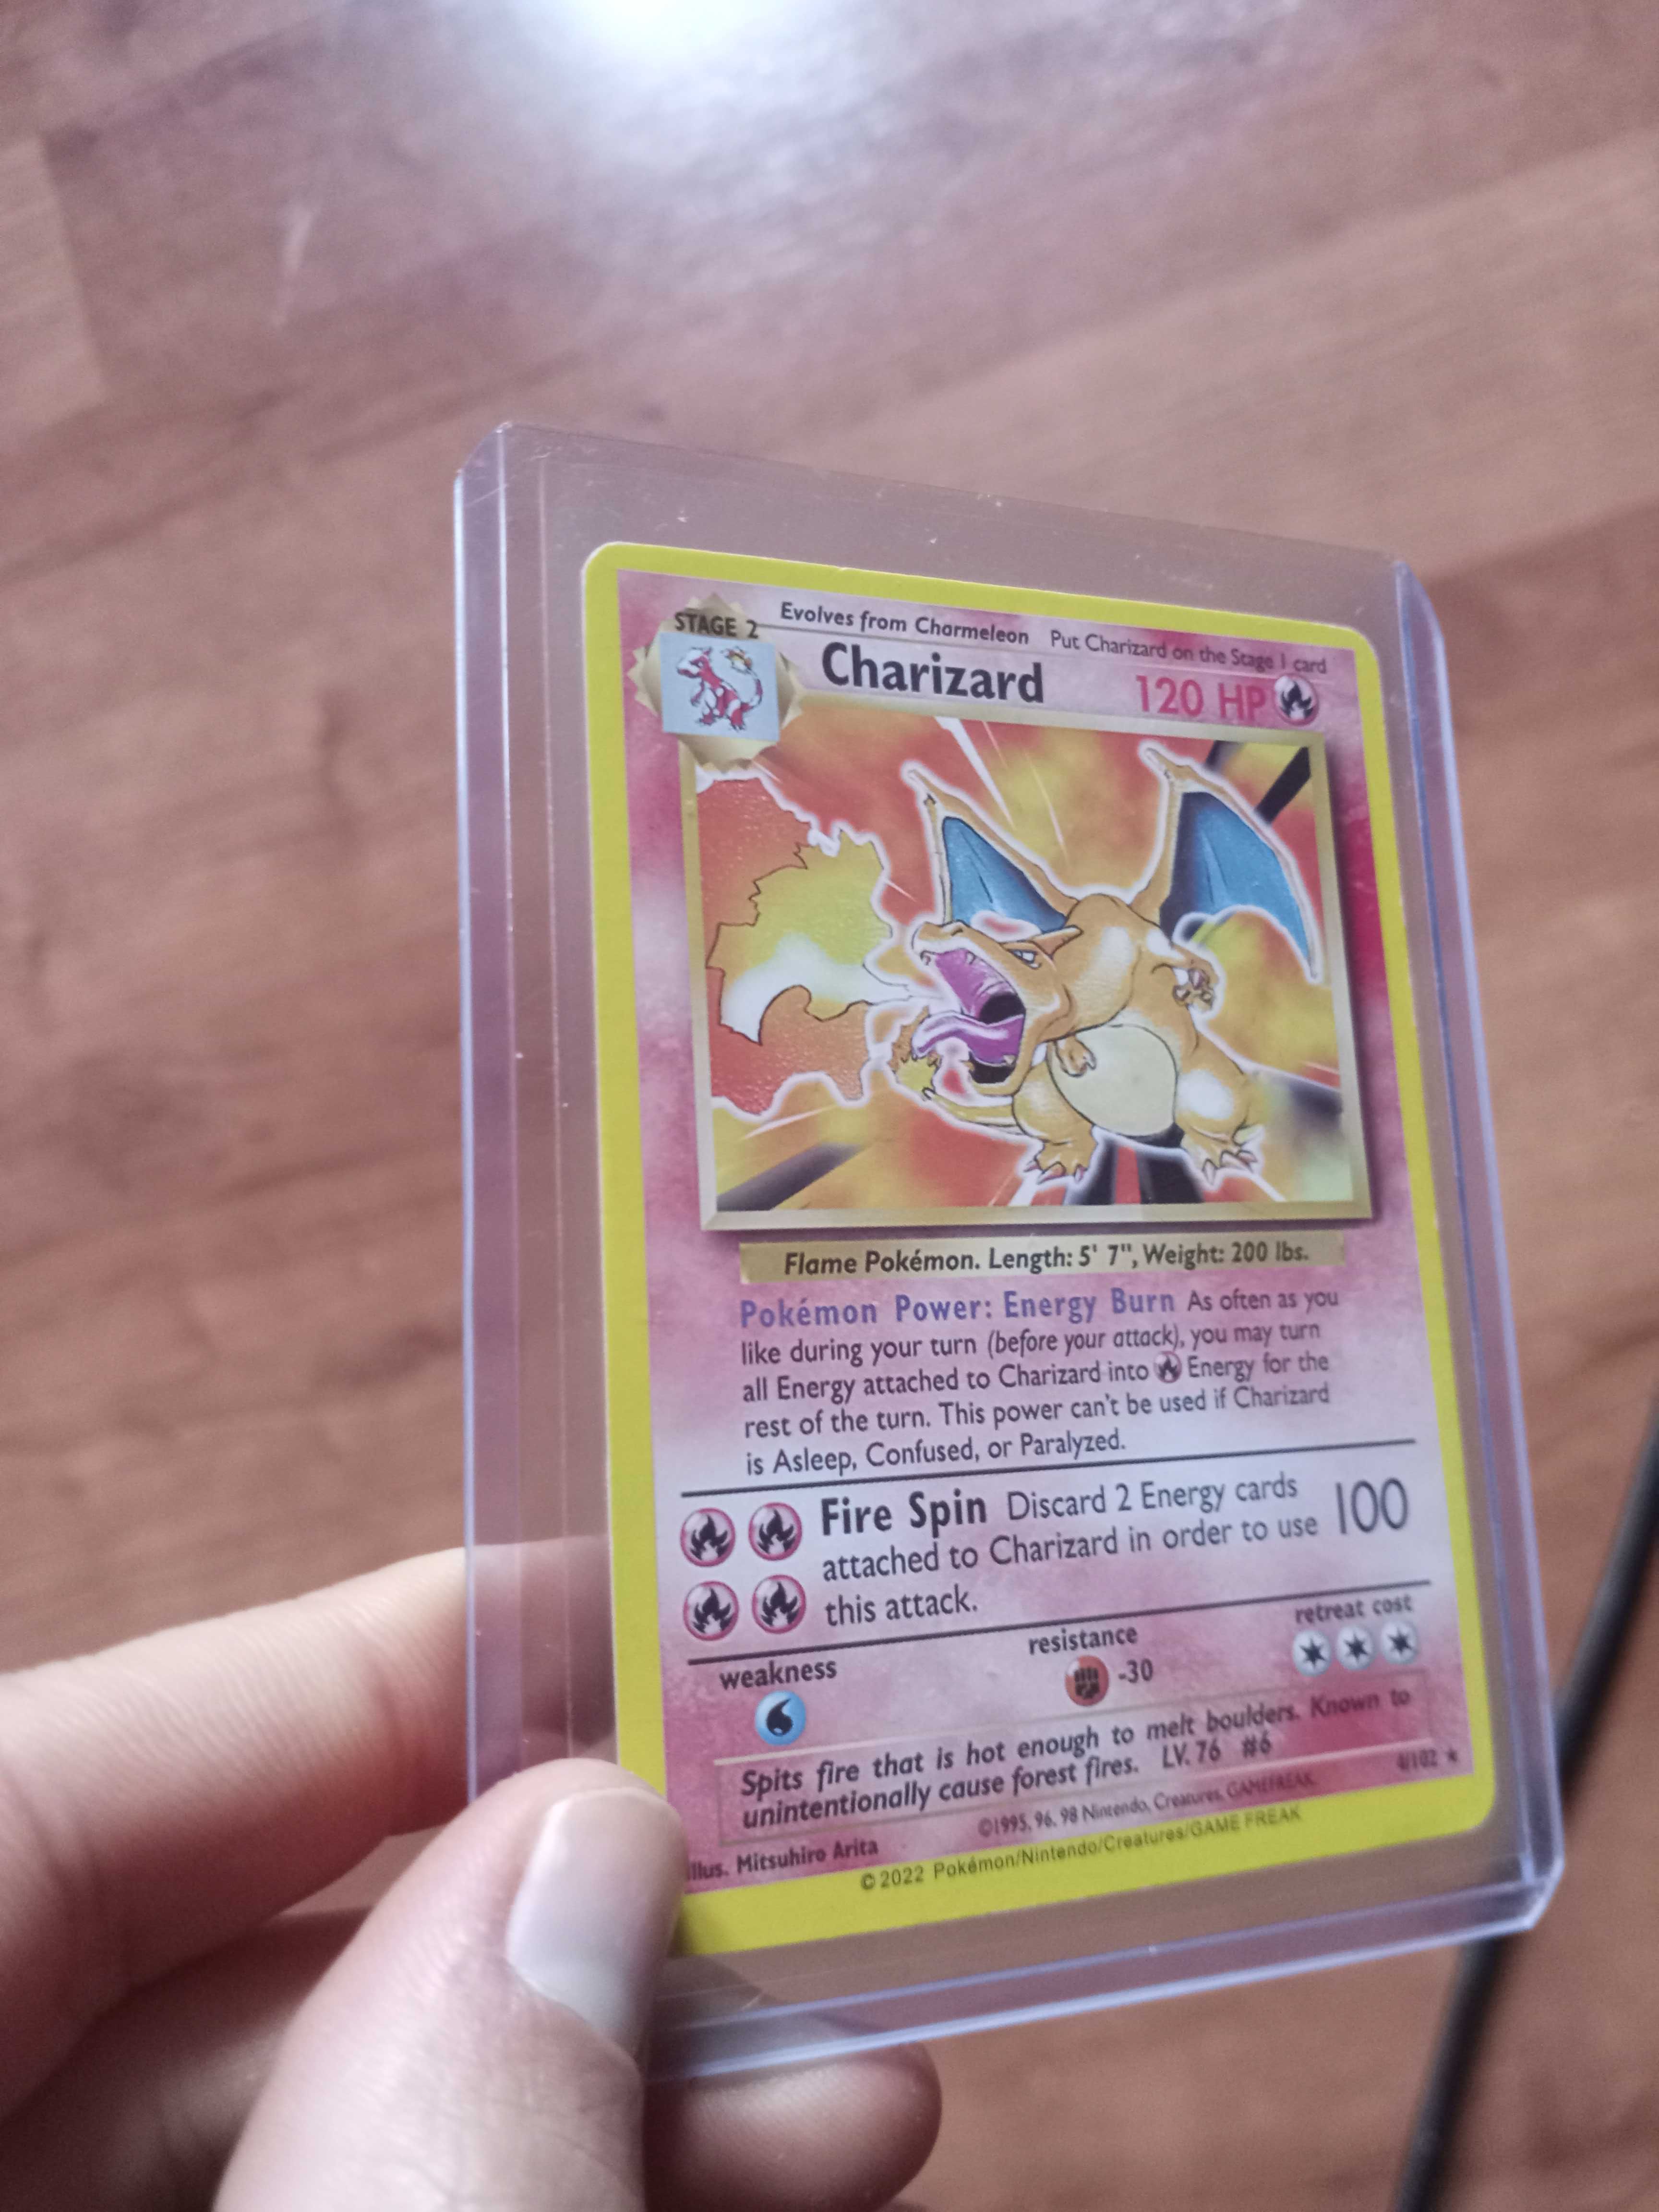 STAGE 2
Evolves from Charmeleon Put Charizard on the Stage 1 card
Charizard 120 HP
Flame Pokémon. Length: 5' 7", Weight: 200 lbs.
Pokémon Power: Energy Burn As often as you
like during your turn (before your attack), you may turn
all Energy attached to Charizard into Energy for the
rest of the turn. This power can't be used if Charizard
is Asleep, Confused, or Paralyzed.
Fire Spin Discard 2 Energy cards
attached to Charizard in order to use 100
this attack.
weakness resistance retreat cost
-30
Spits fire that is hot enough to melt boulders. Known to
unintentionally cause forest fires. LV. 76 #6
Illus. Mitsuhiro Arita ©1995, 96, 98 Nintendo, Creatures, GAMEFREAK. 4/102 ★
© 2022 Pokémon/Nintendo/Creatures/GAME FREAK